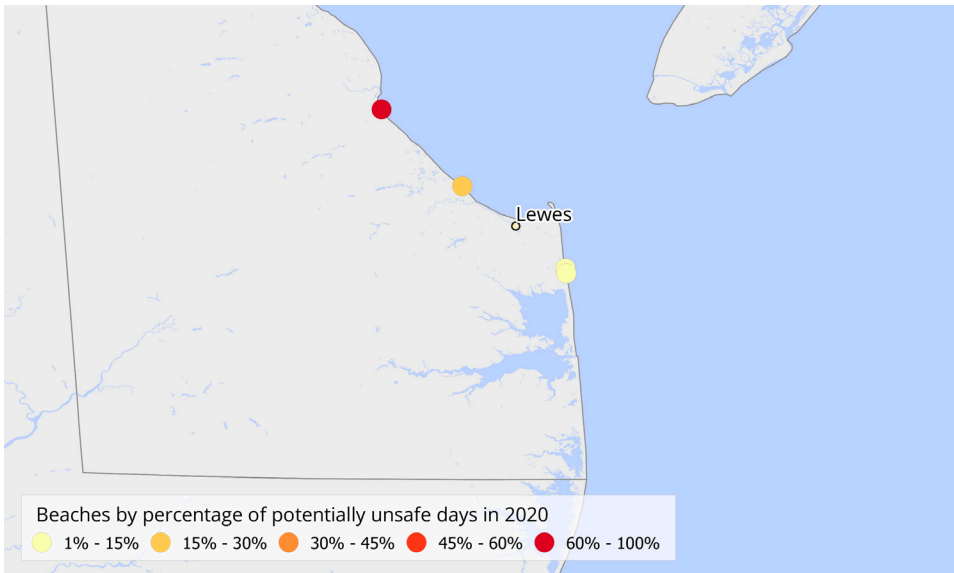 Lewes
Beaches by percentage of potentially unsafe days in 2020
1% - 15% 15% - 30% 30% - 45% 45% - 60% 60% - 100%